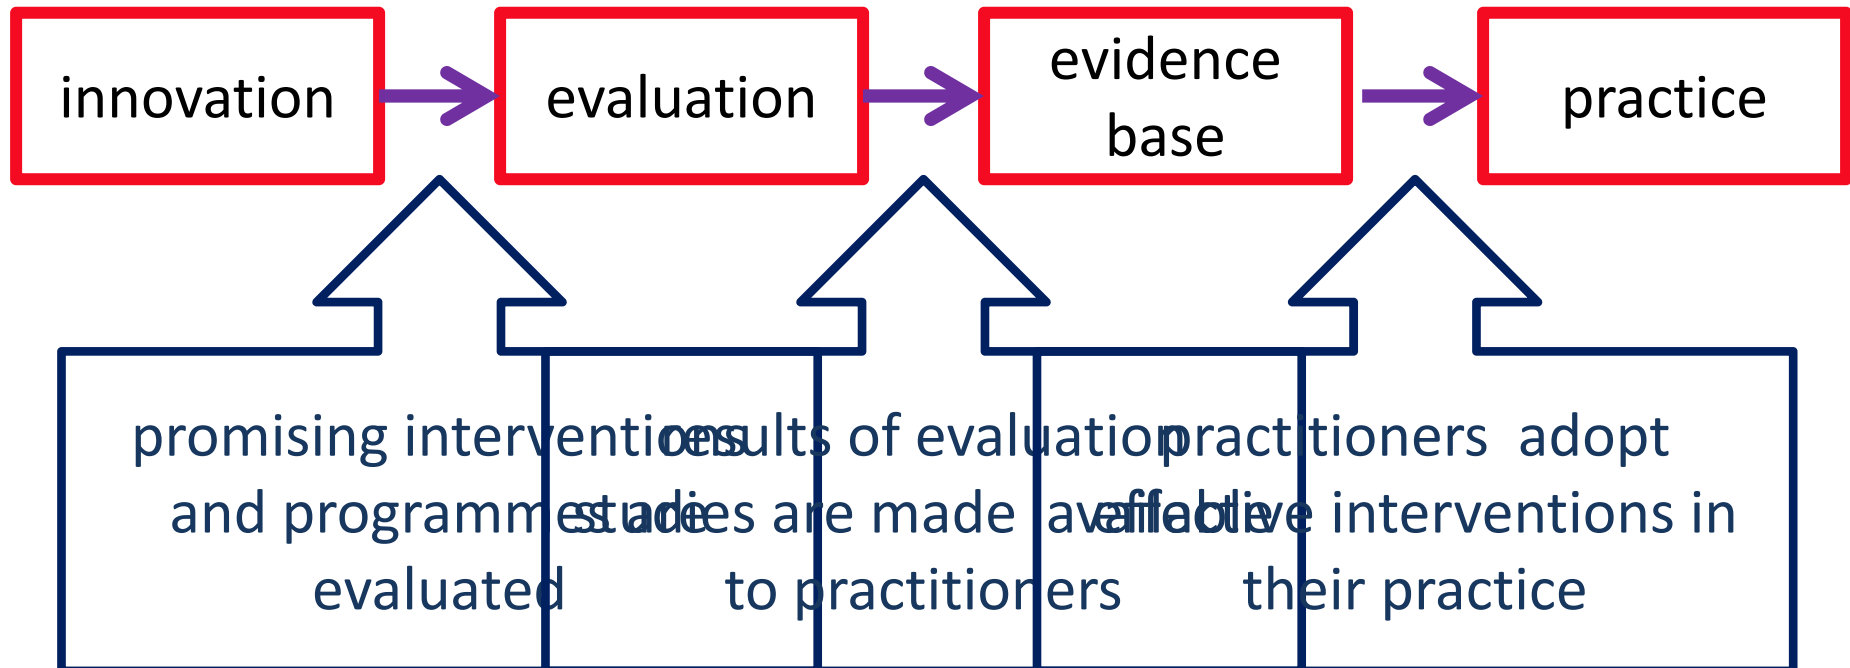 innovation
evaluation
evidence
base
practice
promising interventions
and programmes are
evaluated
results of evaluation
studies are made available
to practitioners
practitioners adopt
effective interventions in
their practice